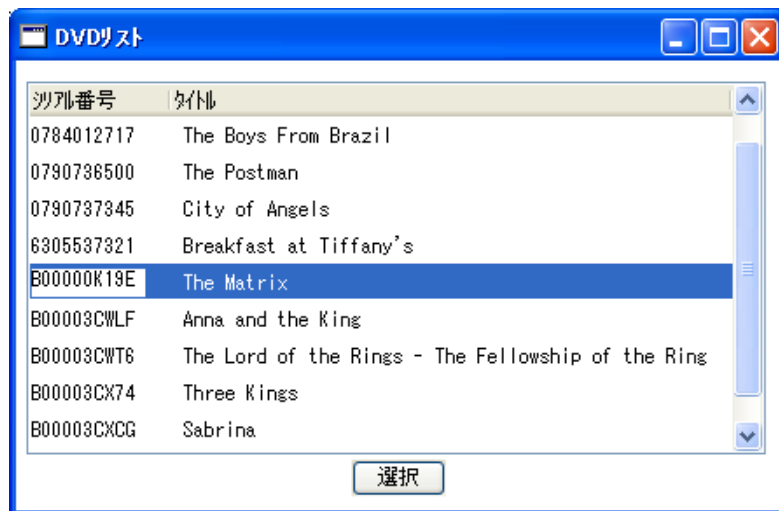 DVDﾘｽﾄ
ｼﾘｱﾙ番号 ﾀｲﾄﾙ
0784012717 The Boys From Brazil
0790736500 The Postman
0790737345 City of Angels
6305537321 Breakfast at Tiffany's
B00000K19E The Matrix
B00003CWLF Anna and the King
B00003CWT6 The Lord of the Rings - The Fellowship of the Ring
B00003CX74 Three Kings
B00003CXCG Sabrina
選択